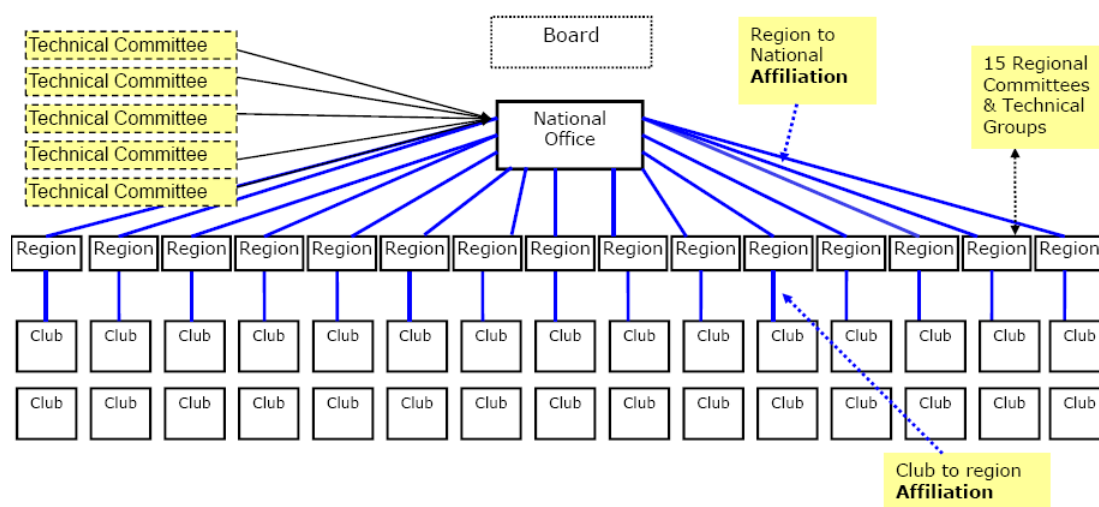 Board
Technical Committee
Technical Committee
Technical Committee
Technical Committee
Technical Committee
Region to
National
Affiliation
15 Regional
Committees
& Technical
Groups
National
Office
Region Region Region Region Region Region Region Region Region Region Region Region Region Region Region
Club Club Club Club Club Club Club Club Club Club Club Club Club Club Club
Club Club Club Club Club Club Club Club Club Club Club Club Club Club Club
Club to region
Affiliation